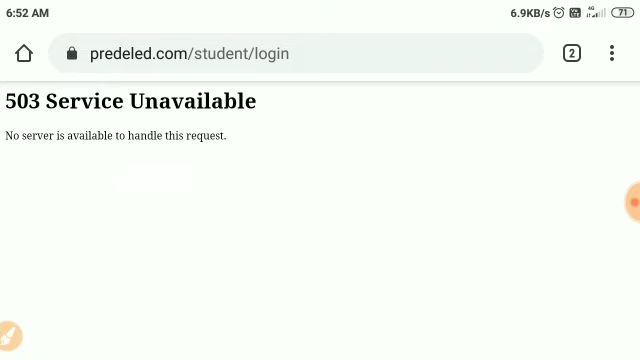 6:52 AM 6.9KB/s 4G 71
predeled.com/student/login 2
503 Service Unavailable
No server is available to handle this request.